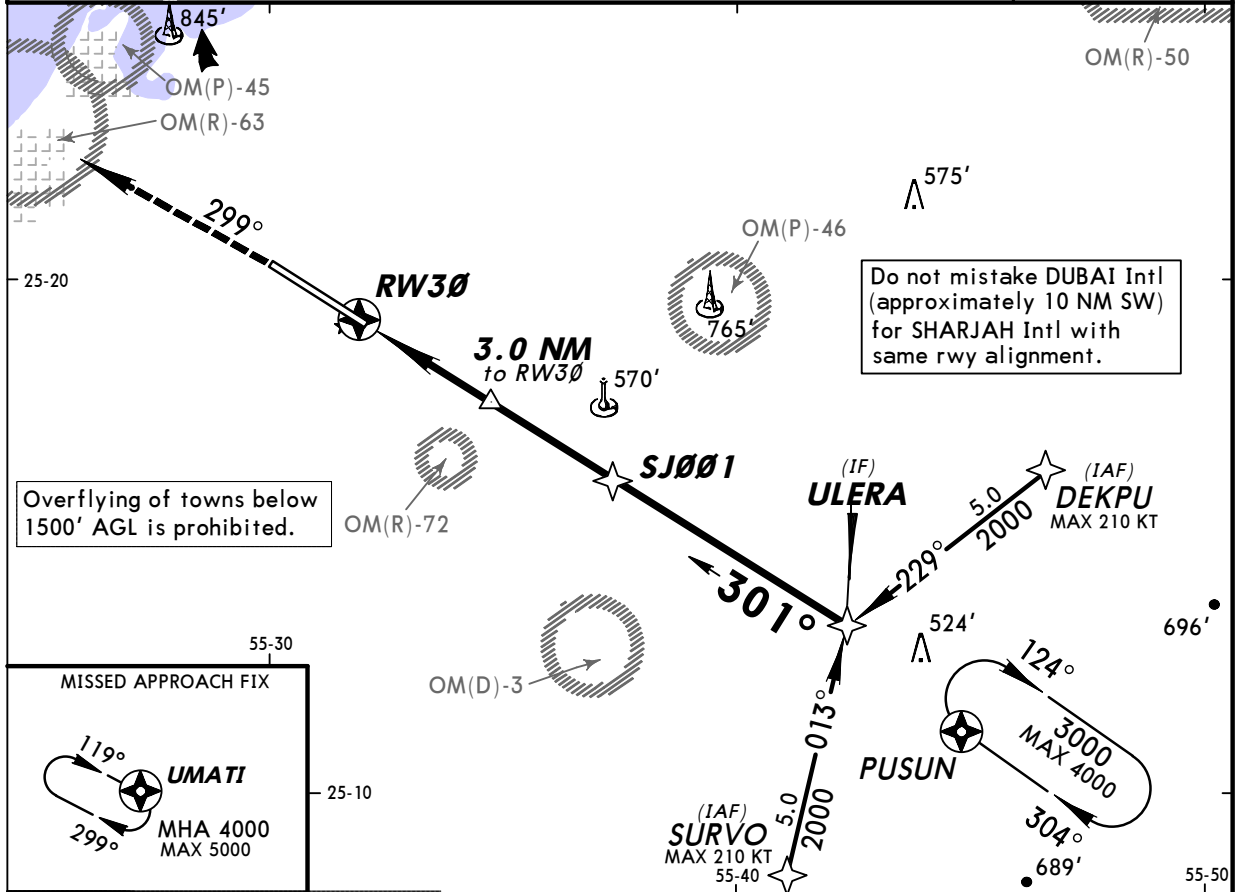 845'
OM(P)-45
OM(R)-63
OM(R)-50
299°
575'
OM(P)-46
765'
25-20
RW3Ø
Do not mistake DUBAI Intl
(approximately 10 NM SW)
for SHARJAH Intl with
same rwy alignment.
3.0 NM
to RW3Ø
570'
SJØØ1
(IF)
ULERA
(IAF)
DEKPU
MAX 210 KT
5.0
2000
229°
Overflying of towns below
1500' AGL is prohibited.
OM(R)-72
301°
524'
696'
55-30
OM(D)-3
MISSED APPROACH FIX
119°
UMATI
299°
MHA 4000
MAX 5000
25-10
013°
5.0
2000
(IAF)
SURVO
MAX 210 KT
55-40
PUSUN
124°
3000
MAX 4000
304°
689'
55-50